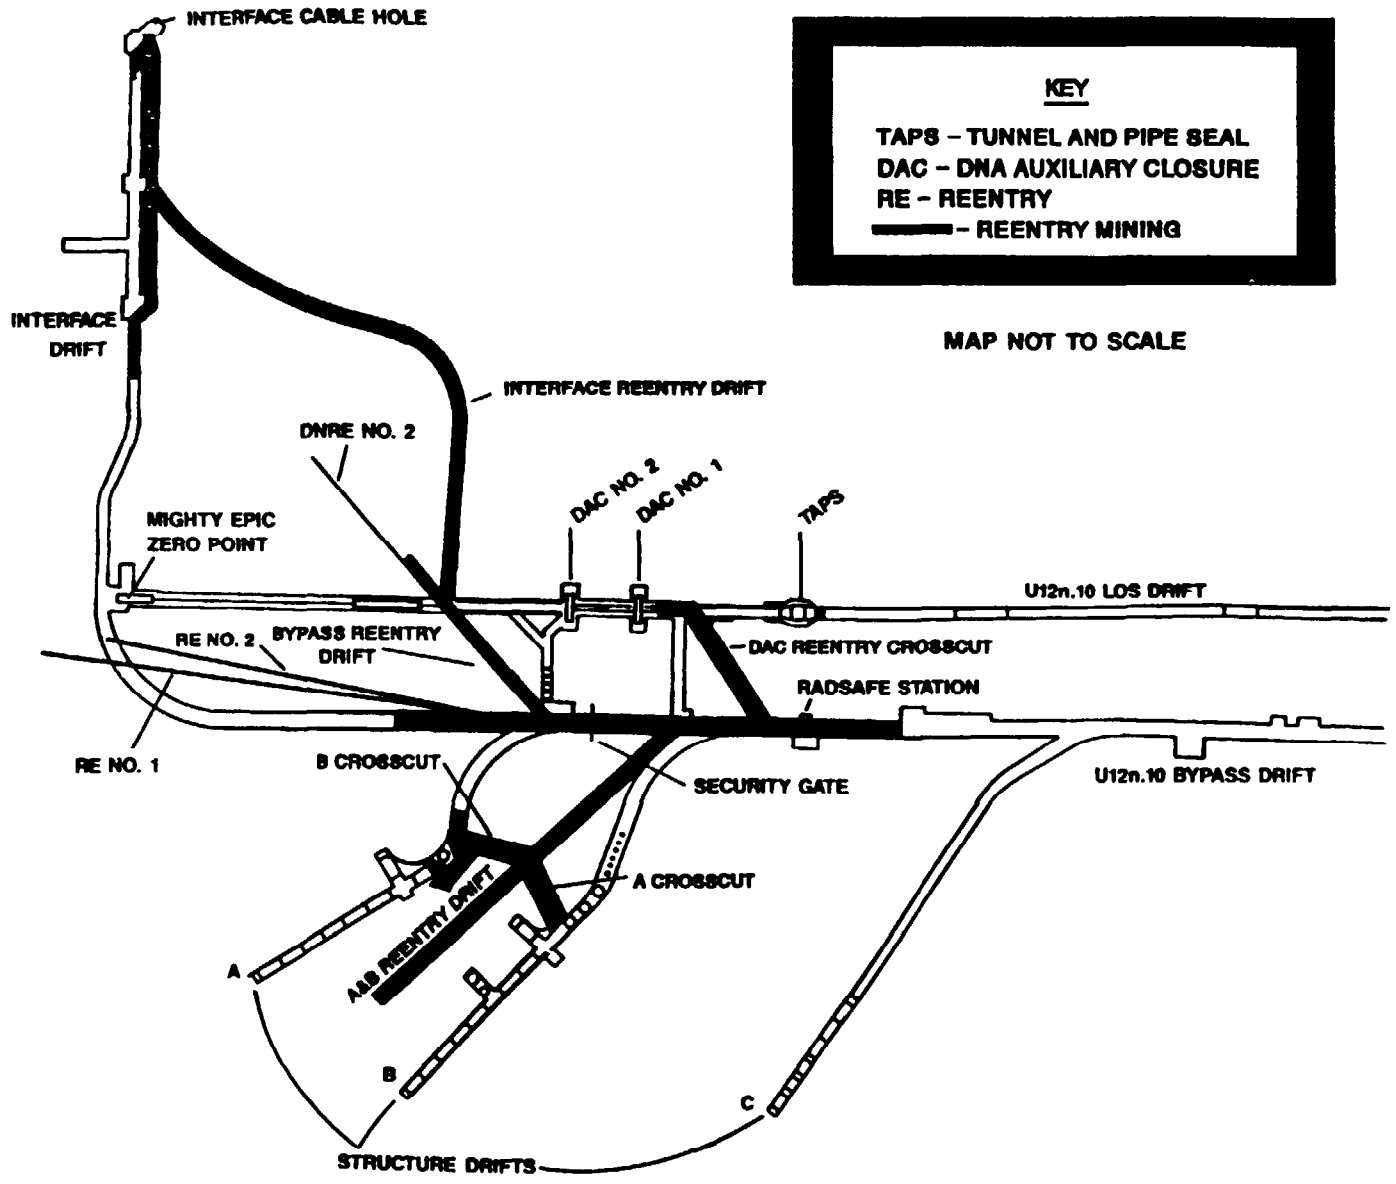 INTERFACE CABLE HOLE
KEY
TAPS – TUNNEL AND PIPE SEAL
DAC – DNA AUXILIARY CLOSURE
RE – REENTRY
– REENTRY MINING
MAP NOT TO SCALE
INTERFACE
DRIFT
INTERFACE REENTRY DRIFT
DNRE NO. 2
DAC NO. 2
DAC NO. 1
TAPS
MIGHTY EPIC
ZERO POINT
U12n.10 LOS DRIFT
RE NO. 2
BYPASS REENTRY
DRIFT
DAC REENTRY CROSSCUT
RADSAFE STATION
RE NO. 1
B CROSSCUT
SECURITY GATE
U12n.10 BYPASS DRIFT
A CROSSCUT
A&B REENTRY DRIFT
A
B
C
STRUCTURE DRIFTS